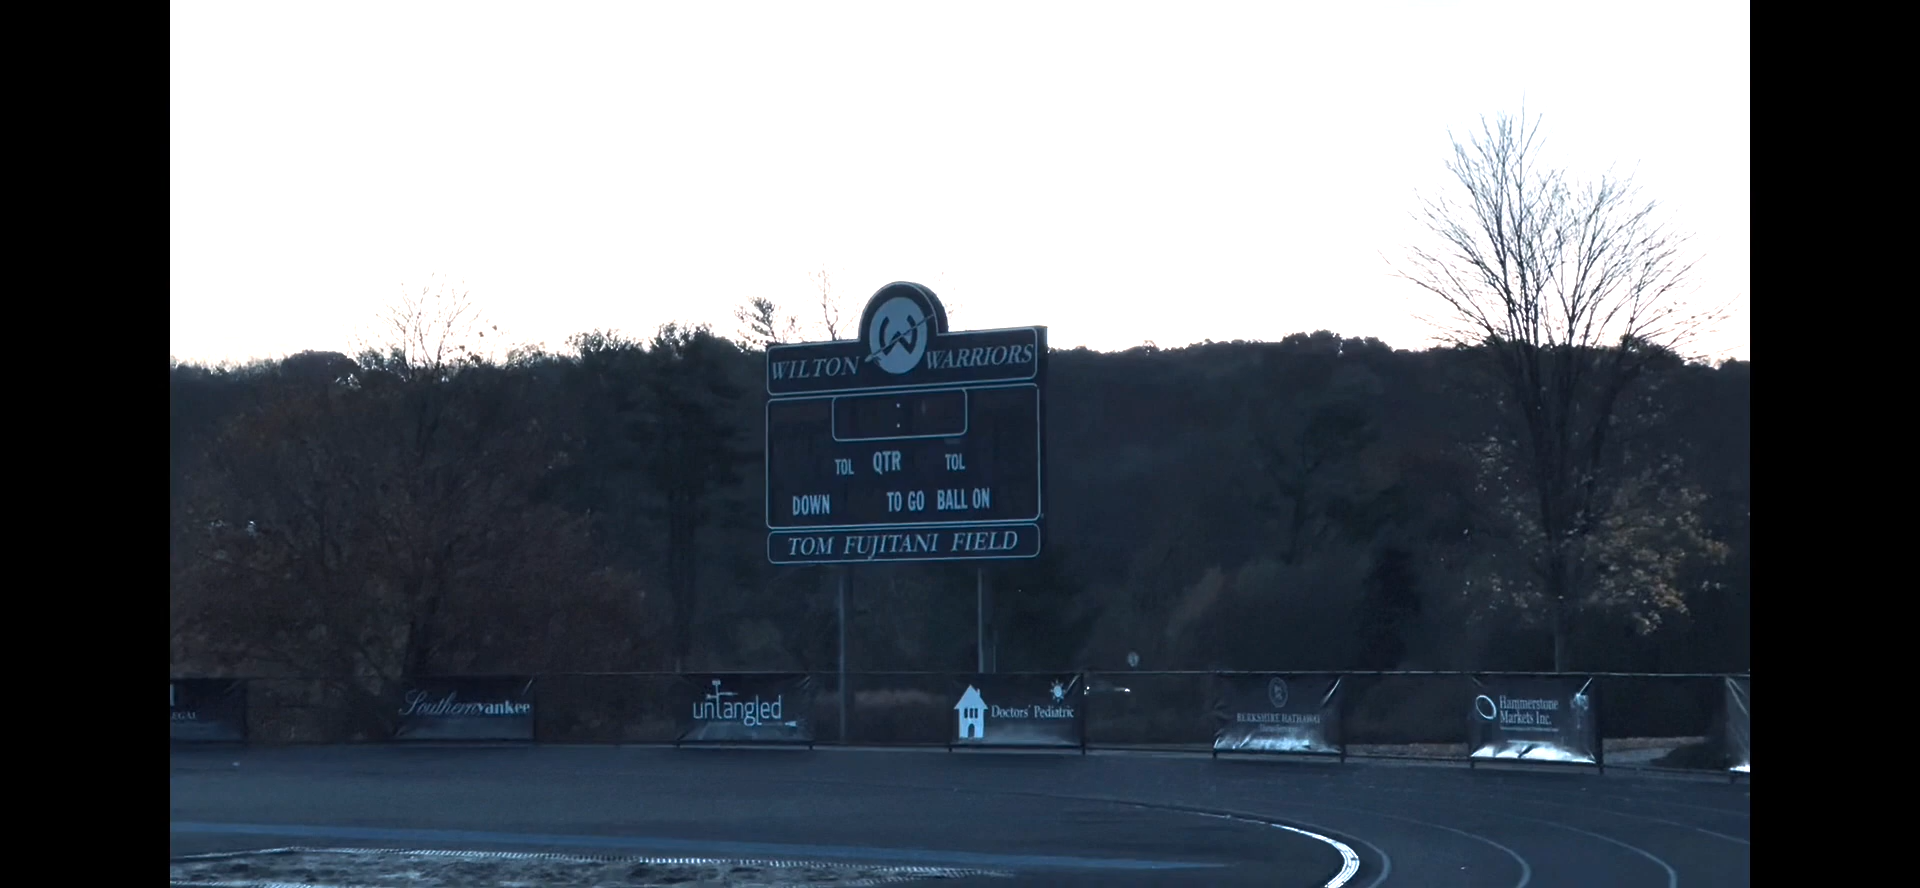 W
WILTON WARRIORS
:
TOL QTR TOL
DOWN TO GO BALL ON
TOM FUJITANI FIELD
EGAL
Southernyankee
untangled
Doctors' Pediatric
BERKSHIRE HATHAWAY
Hammerstone
Markets Inc.